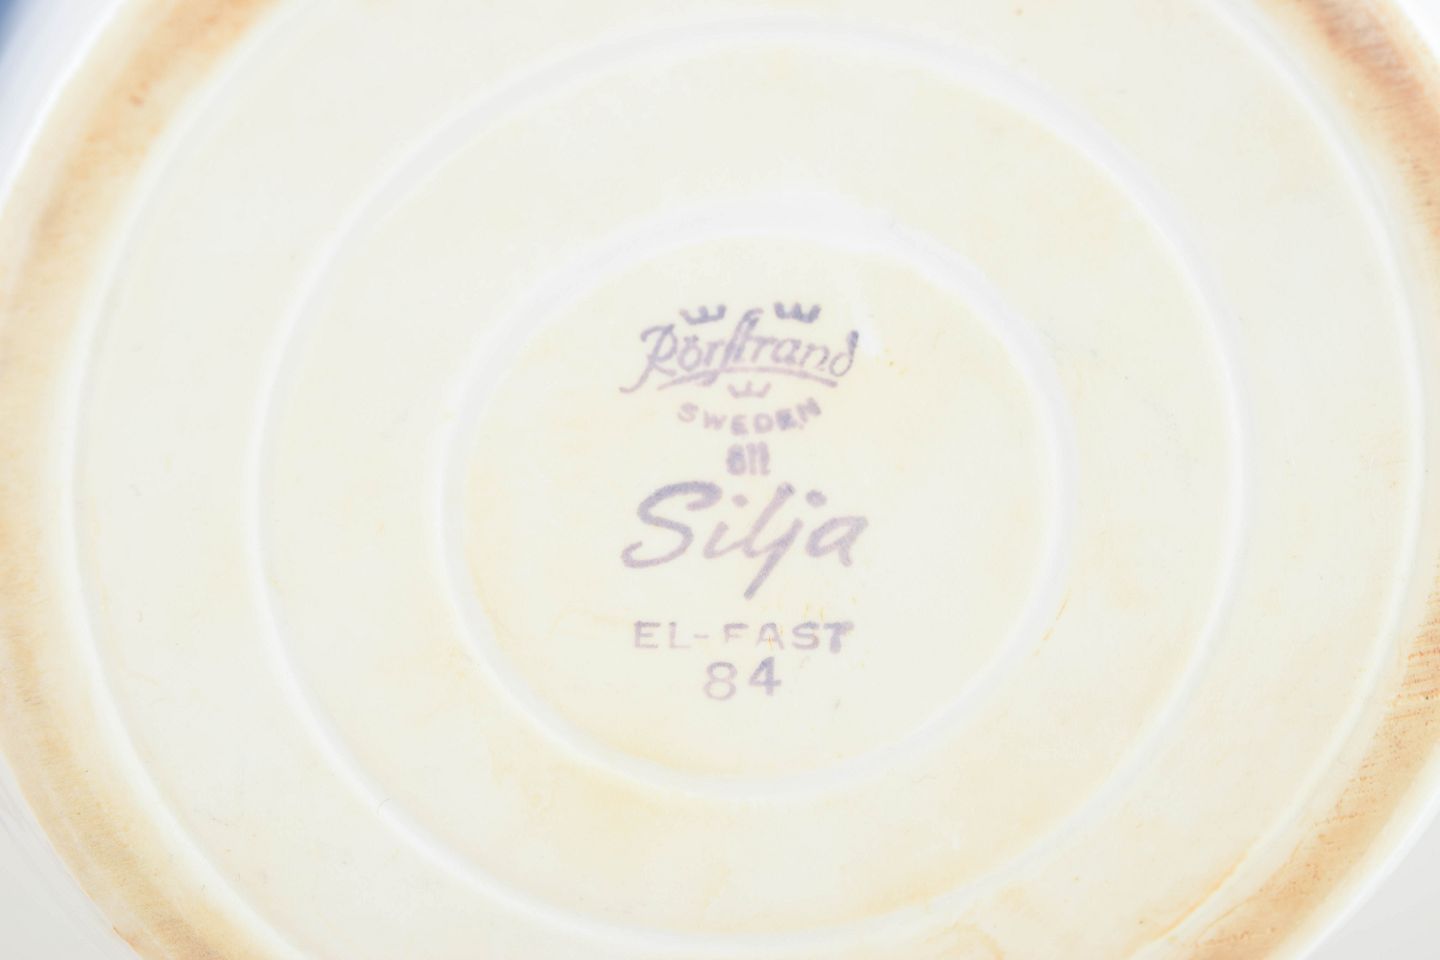 Rörstrand
SWEDEN
Silja
EL-FAST
84